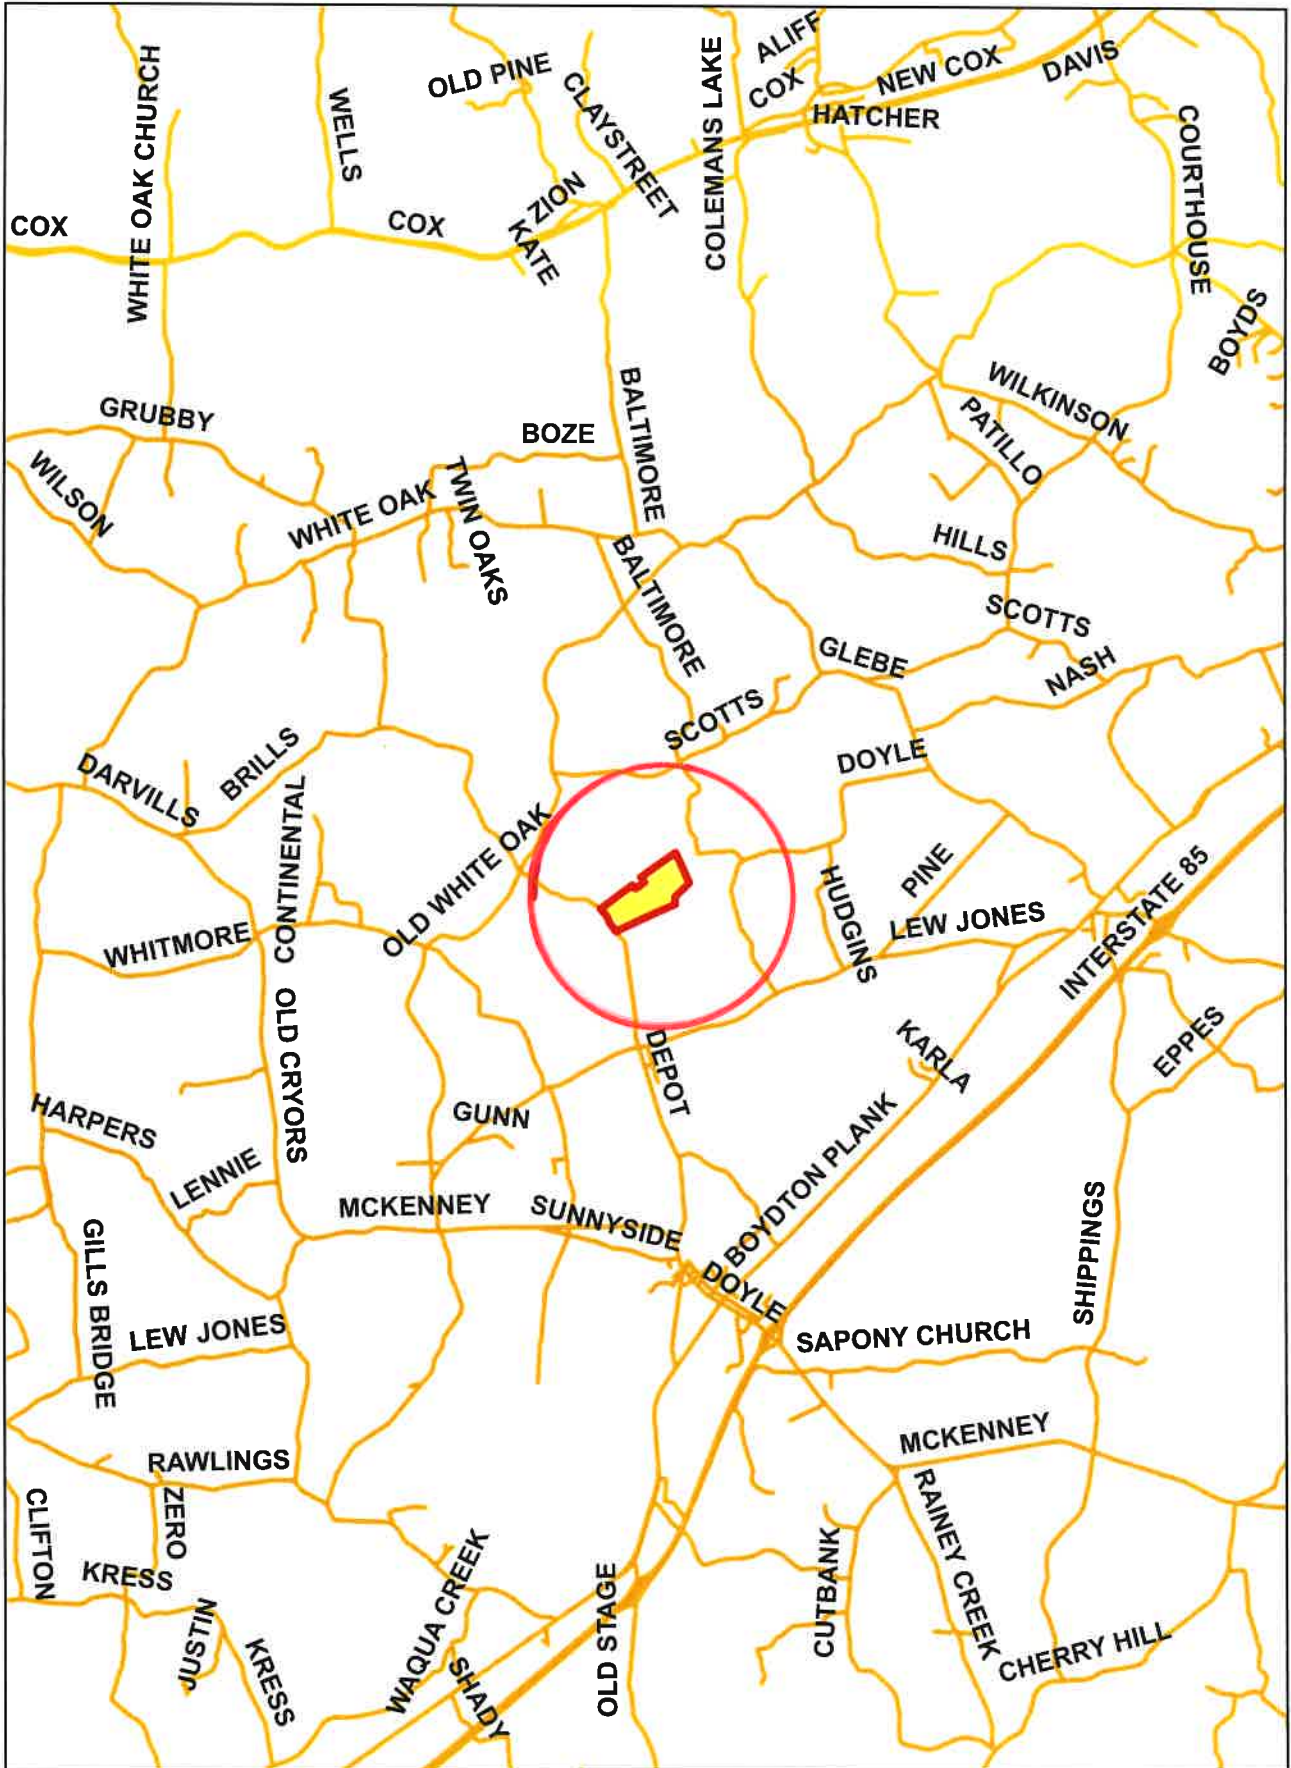 OLD PINE
ALIFF
COX
NEW COX
DAVIS
WHITE OAK CHURCH
WELLS
CLAYSTREET
COLEMANS LAKE
HATCHER
COURTHOUSE
COX
COX
ZION
KATE
BOYDS
GRUBBY
BOZE
BALTIMORE
WILKINSON
PATILLO
WILSON
WHITE OAK
TWIN OAKS
HILLS
BALTIMORE
SCOTTS
GLEBE
NASH
SCOTTS
DARVILLS
BRILLS
DOYLE
CONTINENTAL
OLD WHITE OAK
HUDGINS
PINE
INTERSTATE 85
WHITMORE
LEW JONES
OLD CRYORS
DEPOT
KARLA
EPPES
HARPERS
GUNN
LENNIE
BOYDTON PLANK
MCKENNEY
SUNNYSIDE
SHIPPINGS
GILLS BRIDGE
DOYLE
LEW JONES
SAPONY CHURCH
RAWLINGS
MCKENNEY
CLIFTON
ZERO
RAINEY CREEK
KRESS
WAQUA CREEK
OLD STAGE
CUTBANK
JUSTIN
KRESS
SHADY
CHERRY HILL